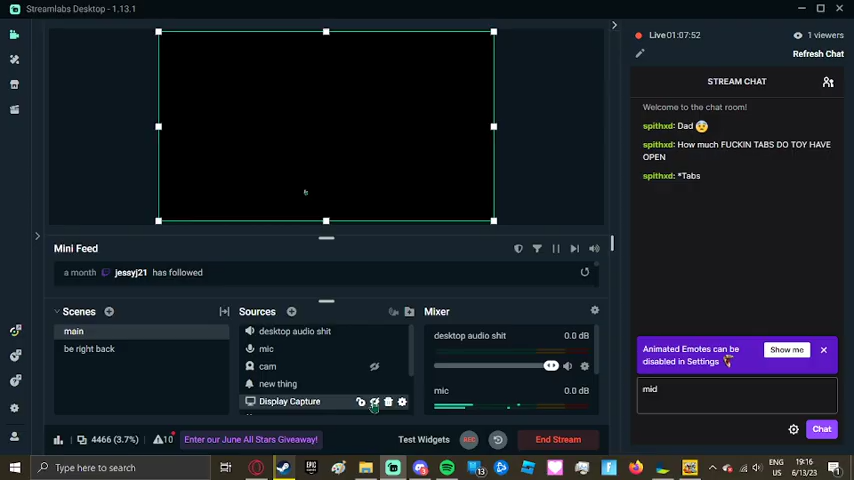 Streamlabs Desktop - 1.13.1
Live 01:07:52
1 viewers
Refresh Chat
STREAM CHAT
Welcome to the chat room!
spithxd: Dad 😨
spithxd: How much FUCKIN TABS DO TOY HAVE
OPEN
spithxd: *Tabs
Mini Feed
a month jessyj21 has followed
Scenes
main
be right back
Sources
desktop audio shit
mic
cam
new thing
Display Capture
Mixer
desktop audio shit 0.0 dB
mic 0.0 dB
Animated Emotes can be
disabled in Settings
Show me
mid
Chat
4466 (3.7%)
10
Enter our June All Stars Giveaway!
Test Widgets
REC
End Stream
Type here to search
EPIC
13
ENG
19:16
6/13/23
1